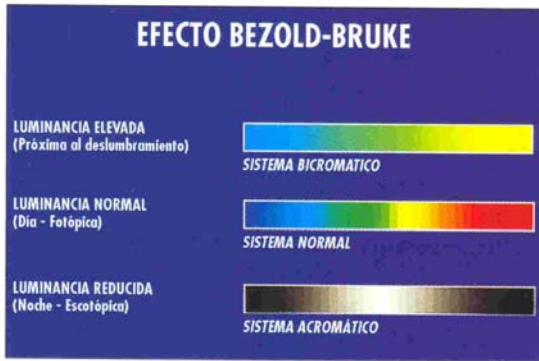 EFECTO BEZOLD-BRUKE
LUMINANCIA ELEVADA
(Próxima al deslumbramiento)
SISTEMA BICROMATICO
LUMINANCIA NORMAL
(Día - Fotópica)
SISTEMA NORMAL
LUMINANCIA REDUCIDA
(Noche - Escotópica)
SISTEMA ACROMÁTICO